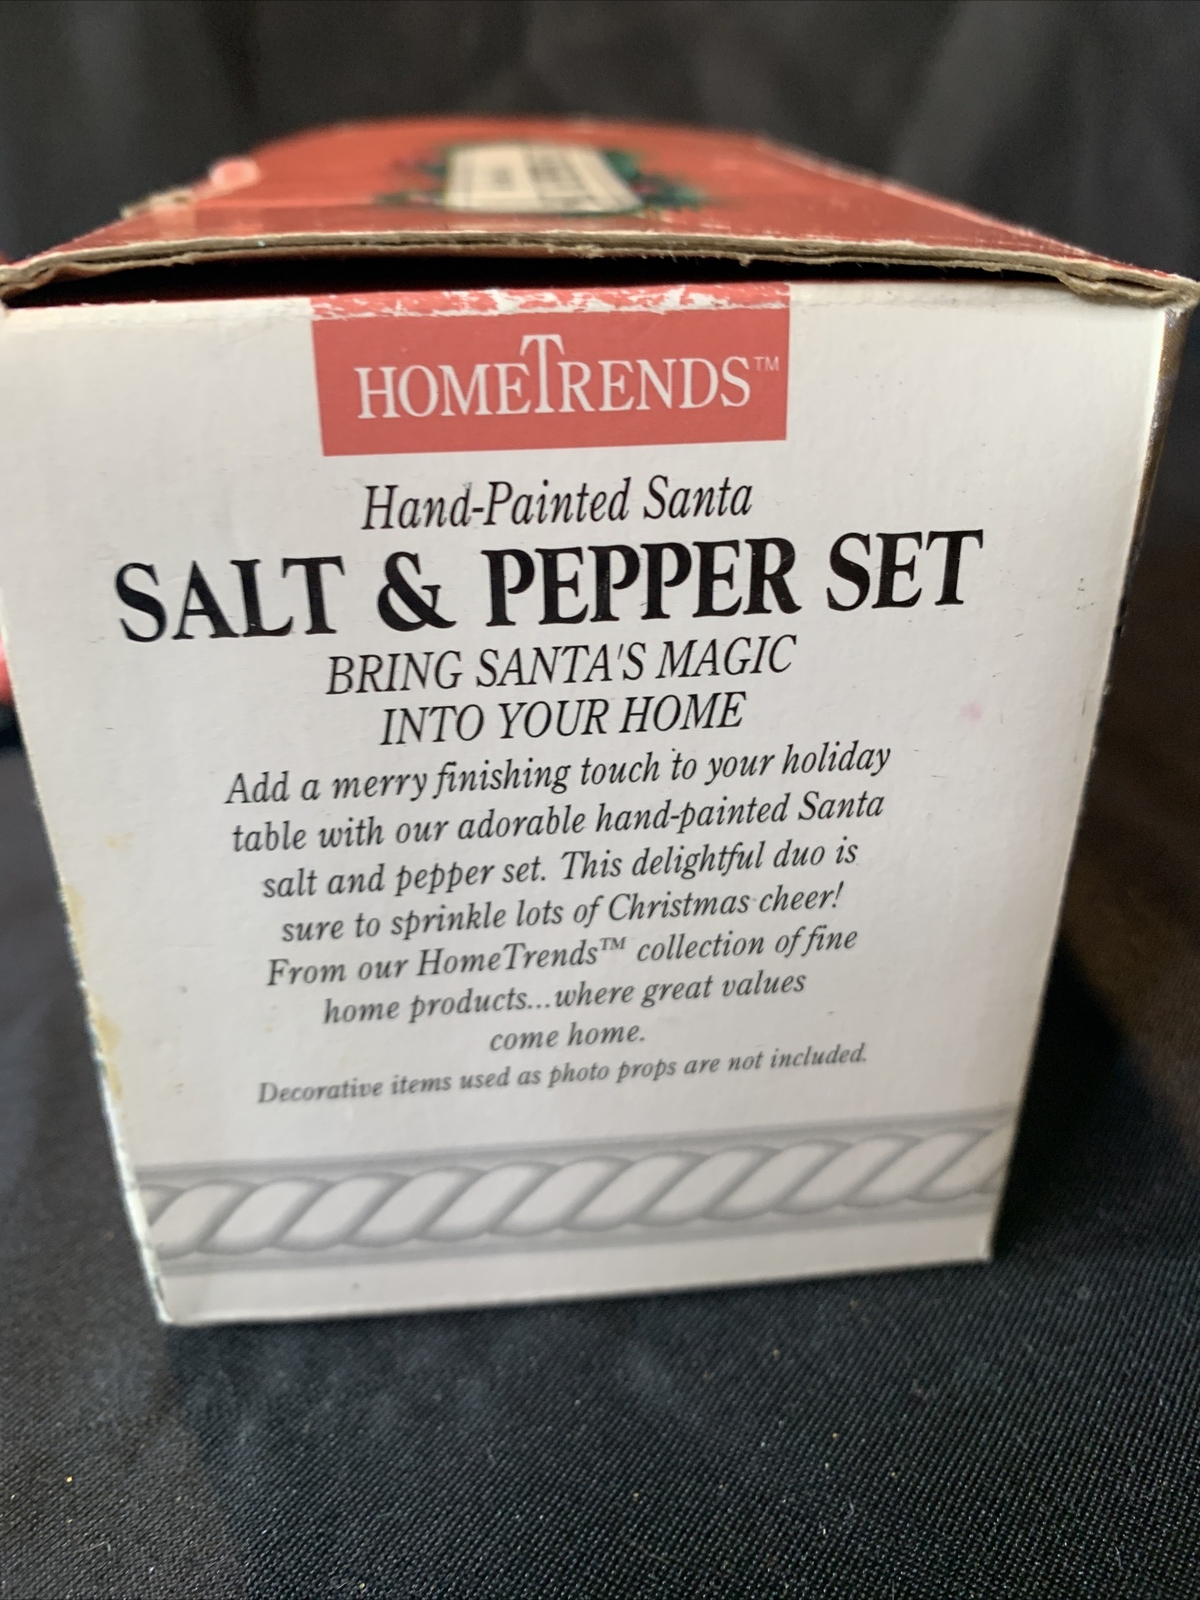 HOMETRENDS™
Hand-Painted Santa
SALT & PEPPER SET
BRING SANTA'S MAGIC
INTO YOUR HOME
Add a merry finishing touch to your holiday
table with our adorable hand-painted Santa
salt and pepper set. This delightful duo is
sure to sprinkle lots of Christmas cheer!
From our HomeTrends™ collection of fine
home products...where great values
come home.
Decorative items used as photo props are not included.